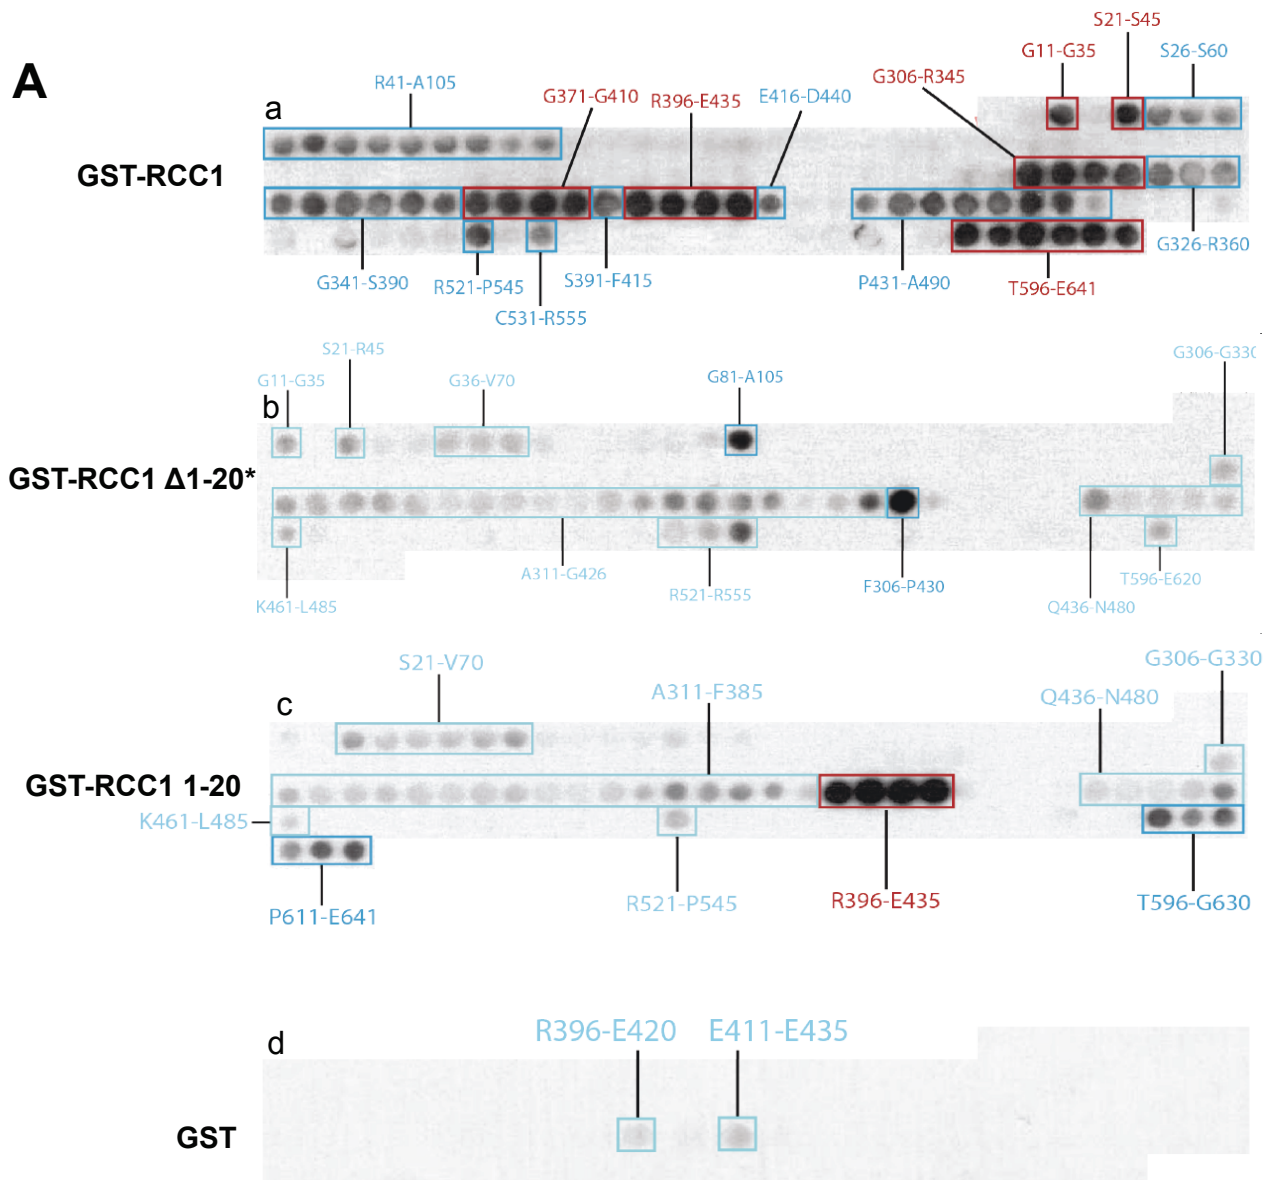 A
a
GST-RCC1
R41-A105
G371-G410
R396-E435
E416-D440
G306-R345
G11-G35
S21-S45
S26-S60
G341-S390
R521-P545
C531-R555
S391-F415
P431-A490
T596-E641
G326-R360
b
GST-RCC1 Δ1-20*
G11-G35
S21-R45
G36-V70
G81-A105
G306-G330
K461-L485
A311-G426
R521-R555
F306-P430
Q436-N480
T596-E620
c
GST-RCC1 1-20
S21-V70
A311-F385
Q436-N480
G306-G330
K461-L485
P611-E641
R521-P545
R396-E435
T596-G630
d
GST
R396-E420
E411-E435